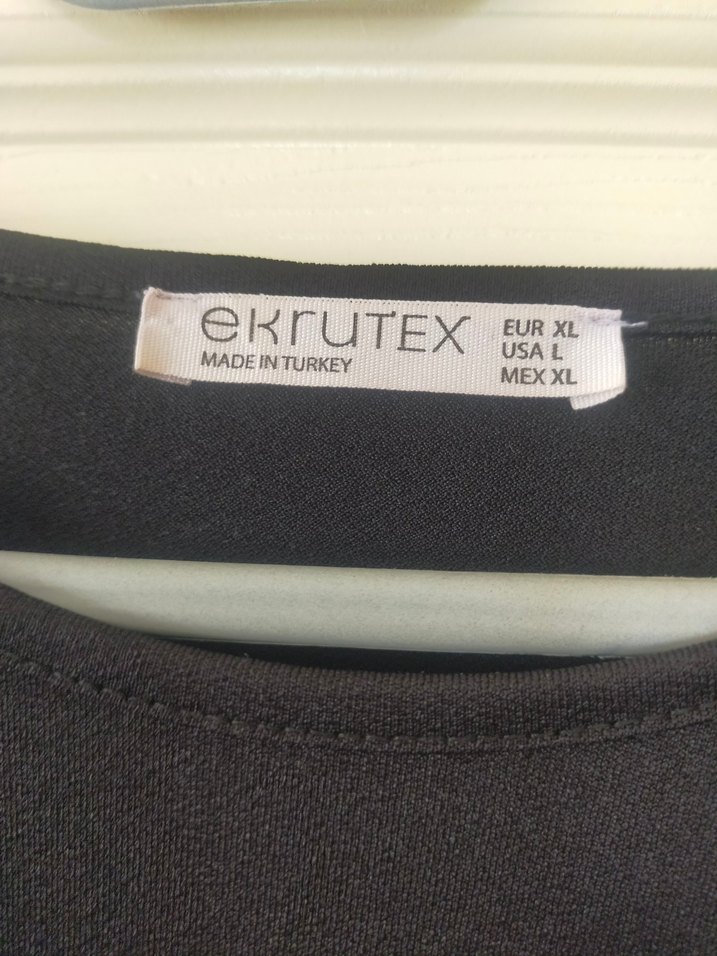 ekruTEX
MADE IN TURKEY
EUR XL
USA L
MEX XL